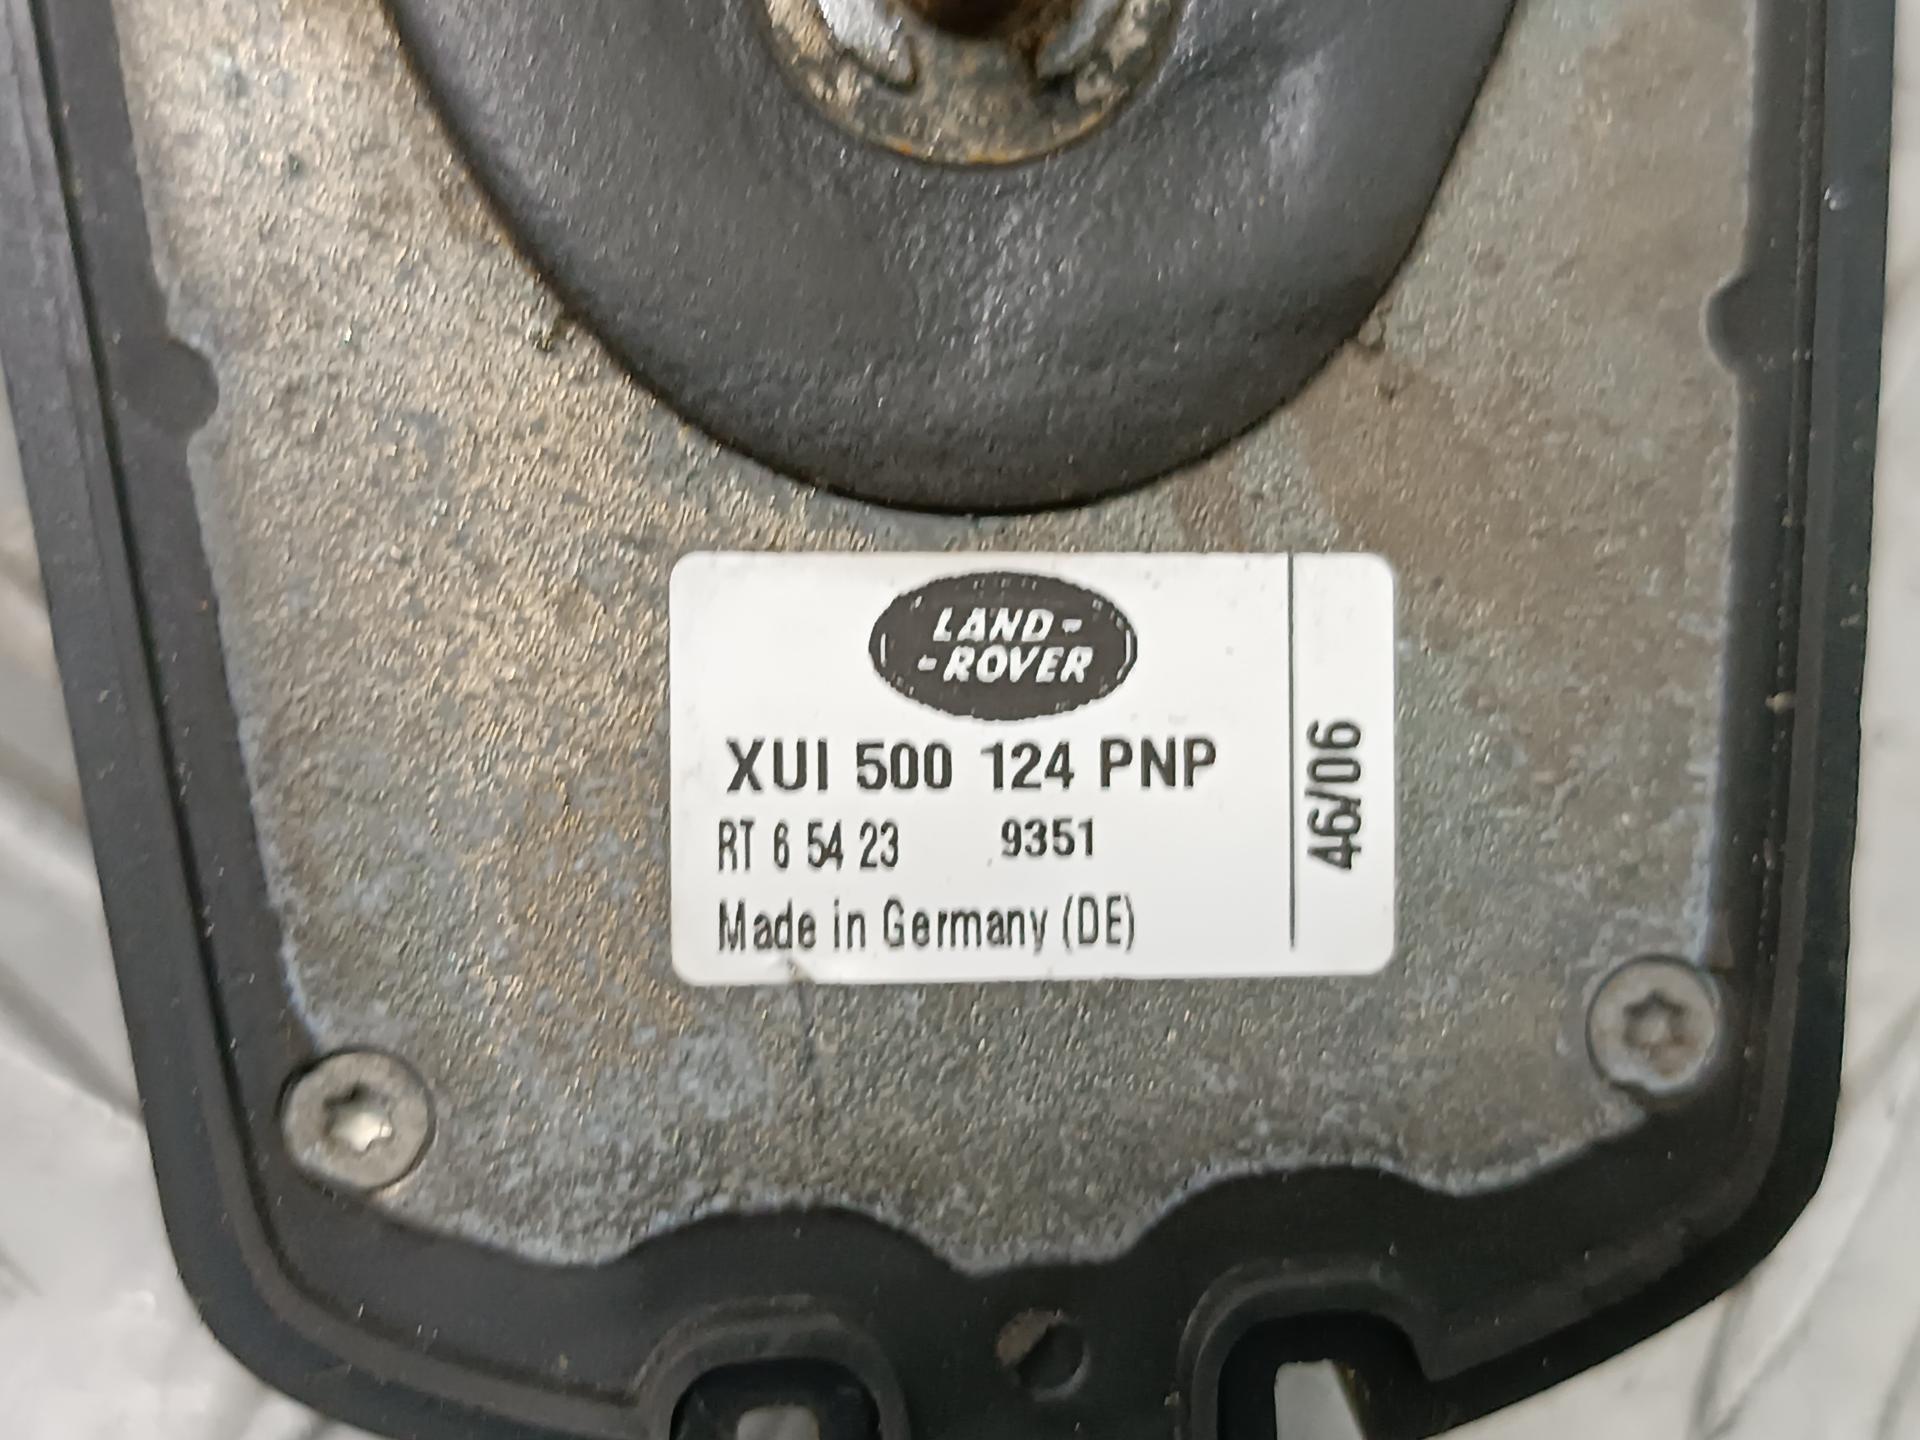 LAND-
-ROVER
XUI 500 124 PNP
RT 6 54 23 9351
Made in Germany (DE)
46/06